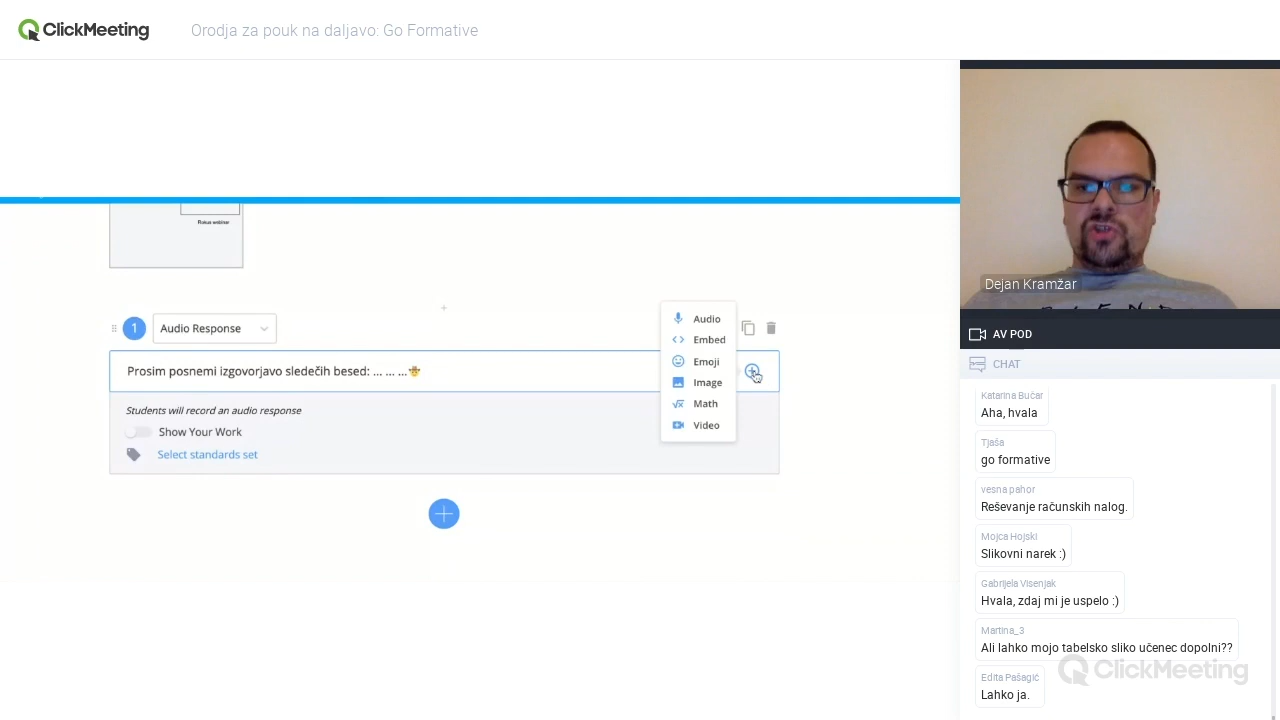 ClickMeeting
Orodja za pouk na daljavo: Go Formative
Rokus webinar
1
Audio Response
Audio
Embed
Emoji
Image
Math
Video
Prosim posnemi izgovorjavo sledečih besed: ... ... ...🤠
Students will record an audio response
Show Your Work
Select standards set
Dejan Kramžar
AV POD
CHAT
Katarina Bučar
Aha, hvala
Tjaša
go formative
vesna pahor
Reševanje računskih nalog.
Mojca Hojski
Slikovni narek :)
Gabrijela Visenjak
Hvala, zdaj mi je uspelo :)
Martina_3
Ali lahko mojo tabelsko sliko učenec dopolni??
Edita Pašagić
Lahko ja.
ClickMeeting